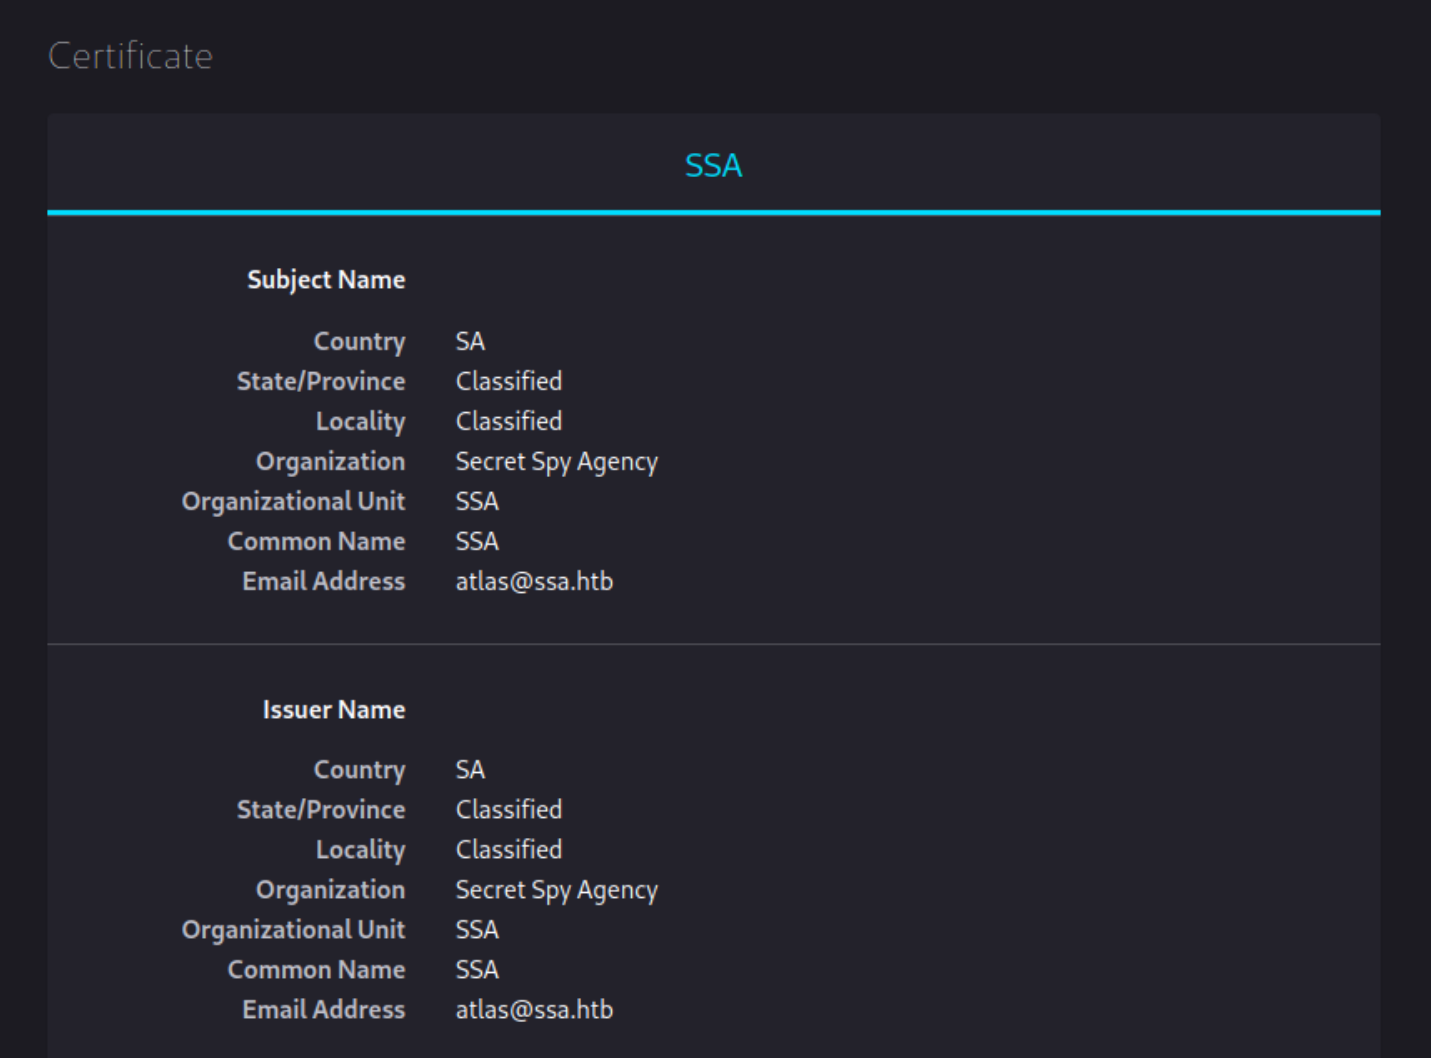 Certificate
SSA
Subject Name
Country SA
State/Province Classified
Locality Classified
Organization Secret Spy Agency
Organizational Unit SSA
Common Name SSA
Email Address atlas@ssa.htb
Issuer Name
Country SA
State/Province Classified
Locality Classified
Organization Secret Spy Agency
Organizational Unit SSA
Common Name SSA
Email Address atlas@ssa.htb